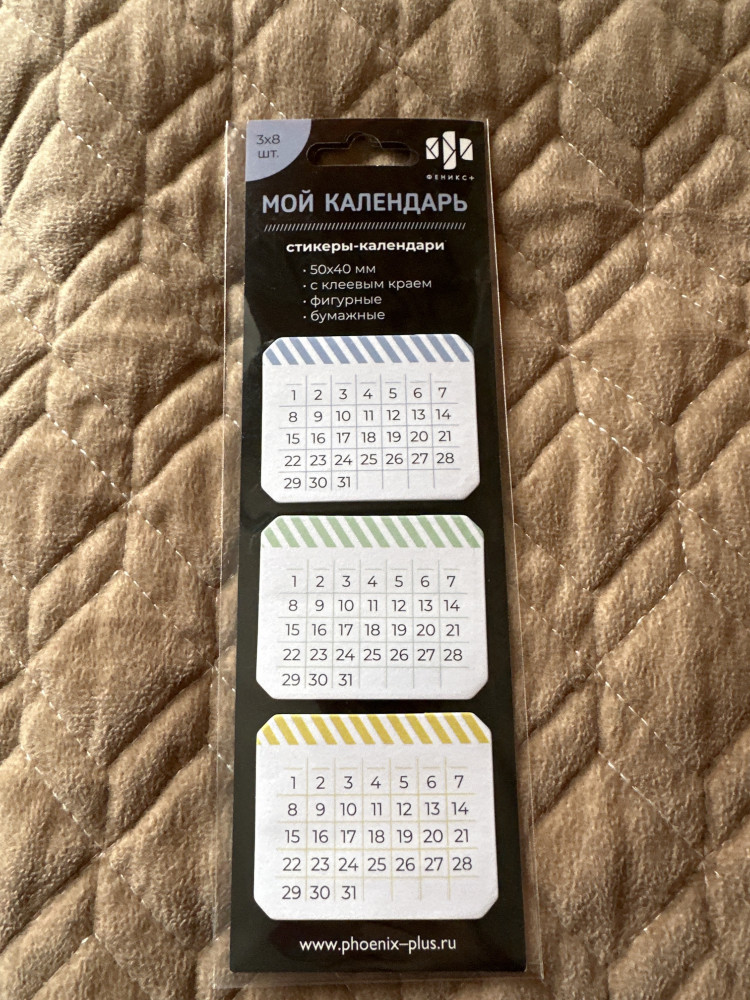 3х8
шт.
ФЕНИКС+
МОЙ КАЛЕНДАРЬ
стикеры-календари
• 50х40 мм
• с клеевым краем
• фигурные
• бумажные
1 2 3 4 5 6 7
8 9 10 11 12 13 14
15 16 17 18 19 20 21
22 23 24 25 26 27 28
29 30 31
1 2 3 4 5 6 7
8 9 10 11 12 13 14
15 16 17 18 19 20 21
22 23 24 25 26 27 28
29 30 31
1 2 3 4 5 6 7
8 9 10 11 12 13 14
15 16 17 18 19 20 21
22 23 24 25 26 27 28
29 30 31
www.phoenix-plus.ru